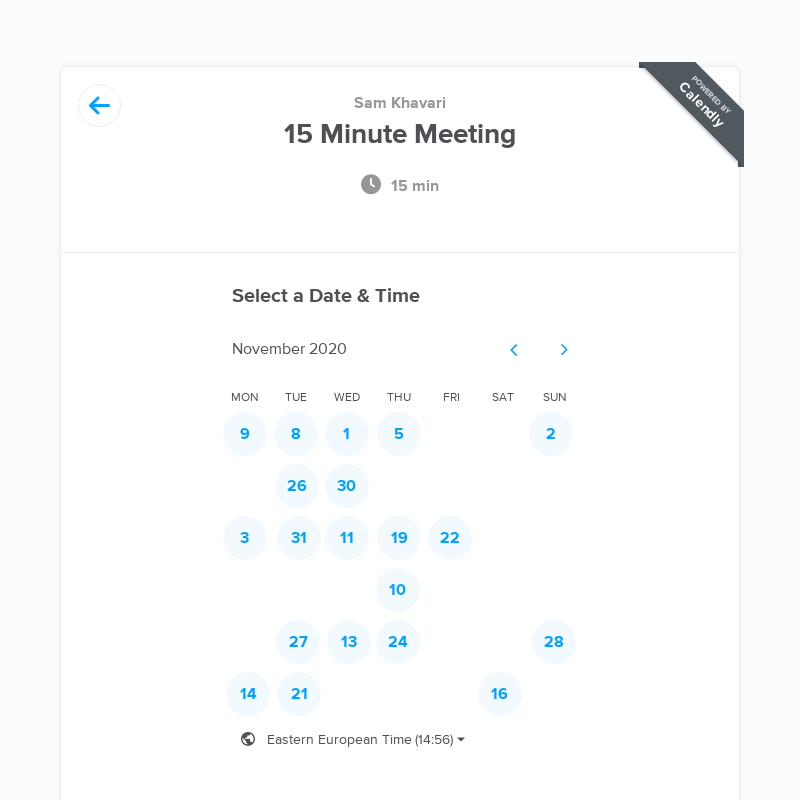 POWERED BY
Calendly
Sam Khavari
15 Minute Meeting
15 min
Select a Date & Time
November 2020
MON TUE WED THU FRI SAT SUN
9 8 1 5 2
26 30
3 31 11 19 22
10
27 13 24 28
14 21 16
Eastern European Time (14:56)